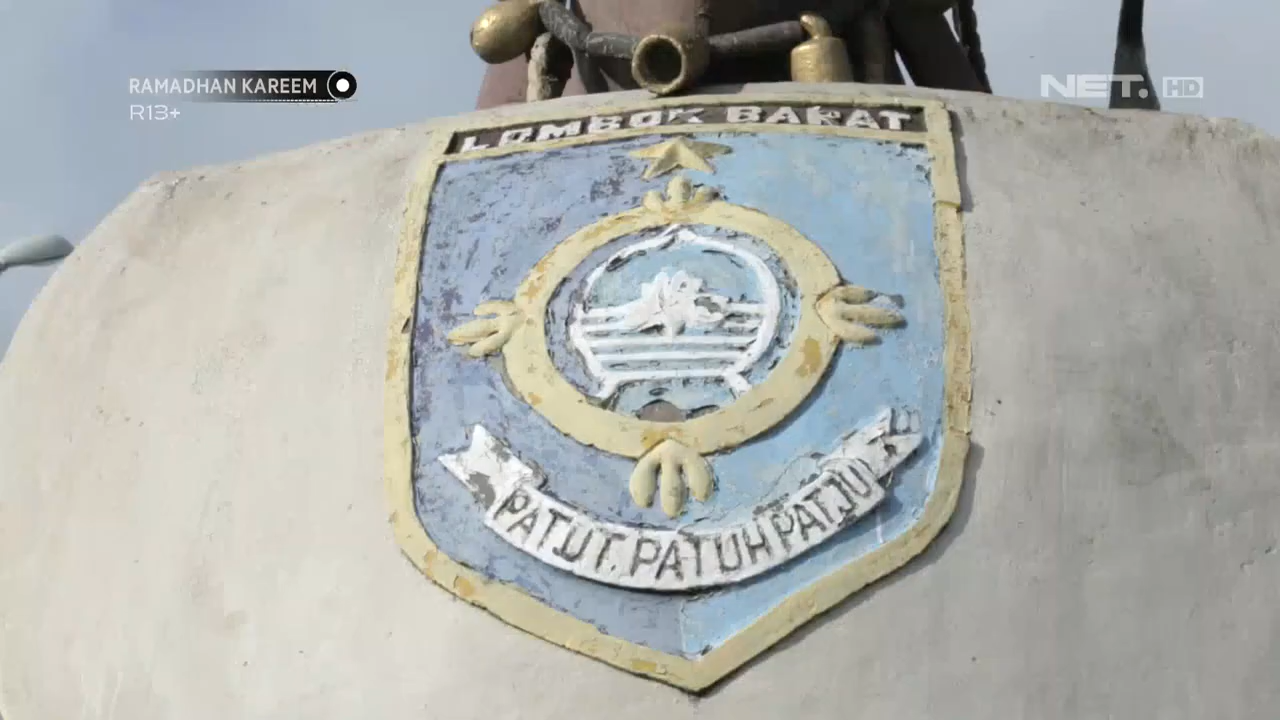 RAMADHAN KAREEM
R13+
NET. HD
LOMBOK BARAT
PATUT PATUH PATJU